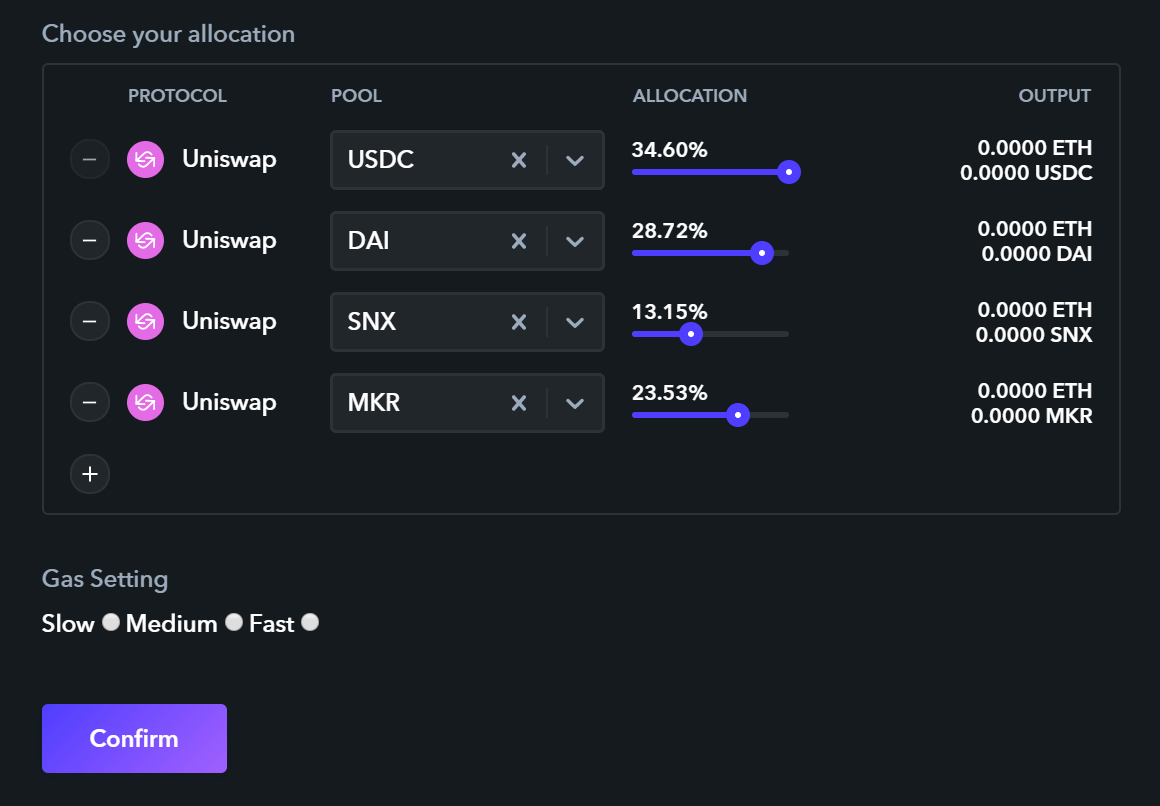 Choose your allocation
PROTOCOL POOL ALLOCATION OUTPUT
Uniswap USDC 34.60% 0.0000 ETH
0.0000 USDC
Uniswap DAI 28.72% 0.0000 ETH
0.0000 DAI
Uniswap SNX 13.15% 0.0000 ETH
0.0000 SNX
Uniswap MKR 23.53% 0.0000 ETH
0.0000 MKR
Gas Setting
Slow Medium Fast
Confirm